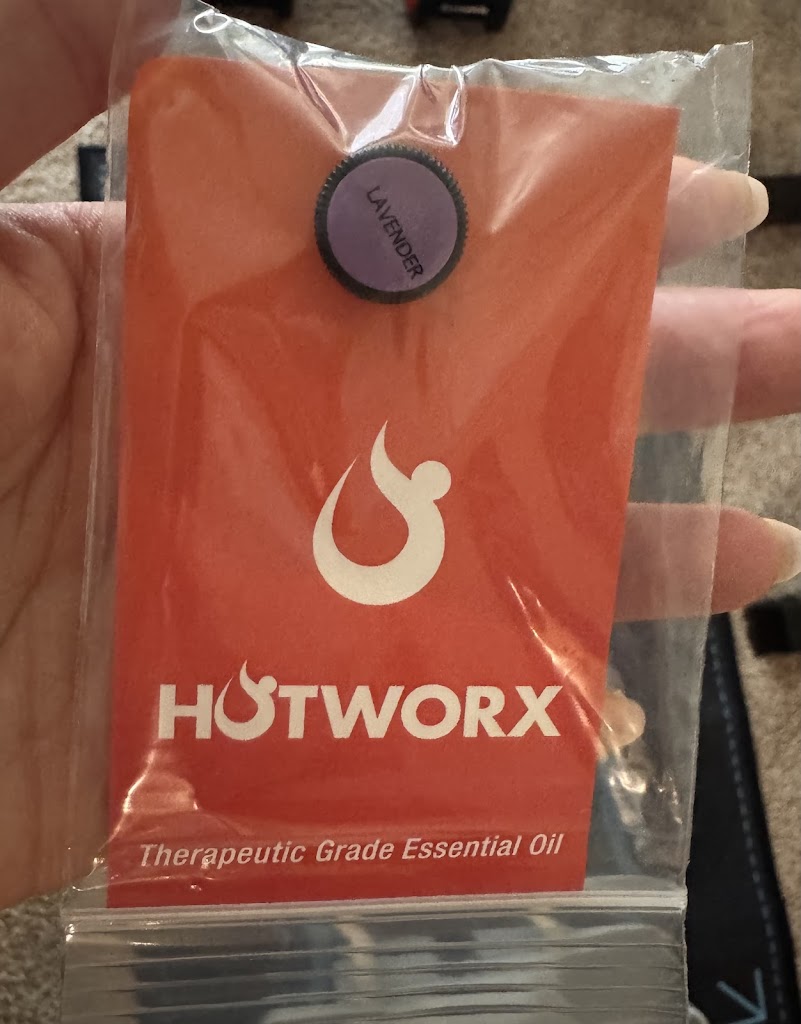 LAVENDER
HOTWORX
Therapeutic Grade Essential Oil